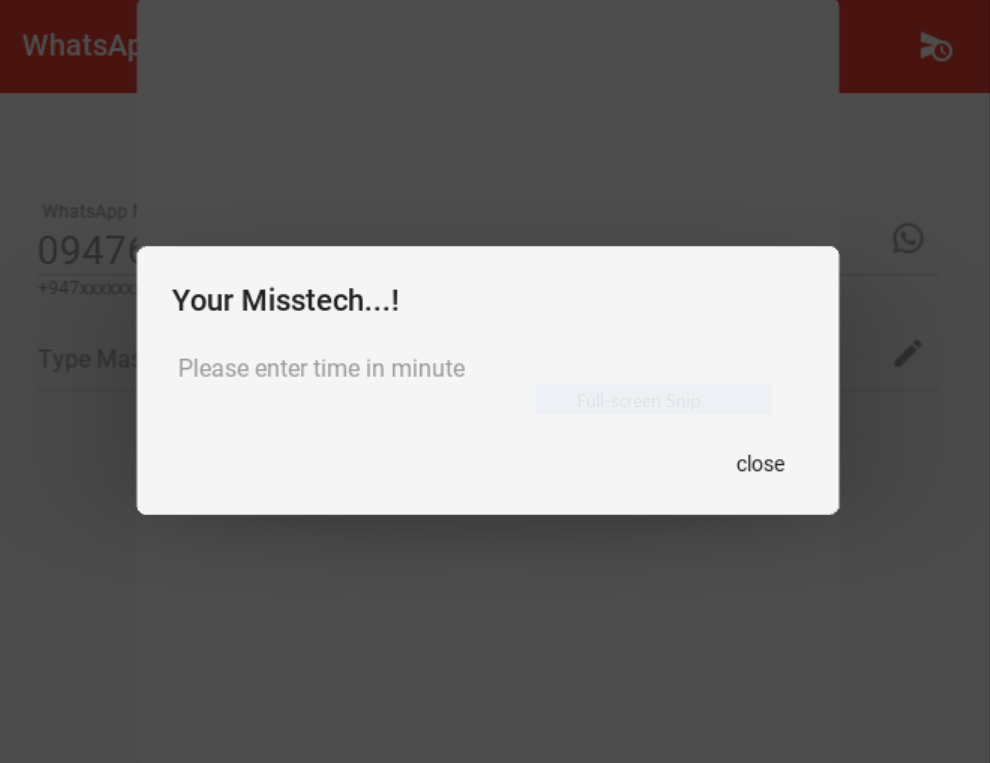 WhatsAp
WhatsApp
0947
+947xxxxxx
Type Mas
Your Misstech...!
Please enter time in minute
Full-screen Snip
close